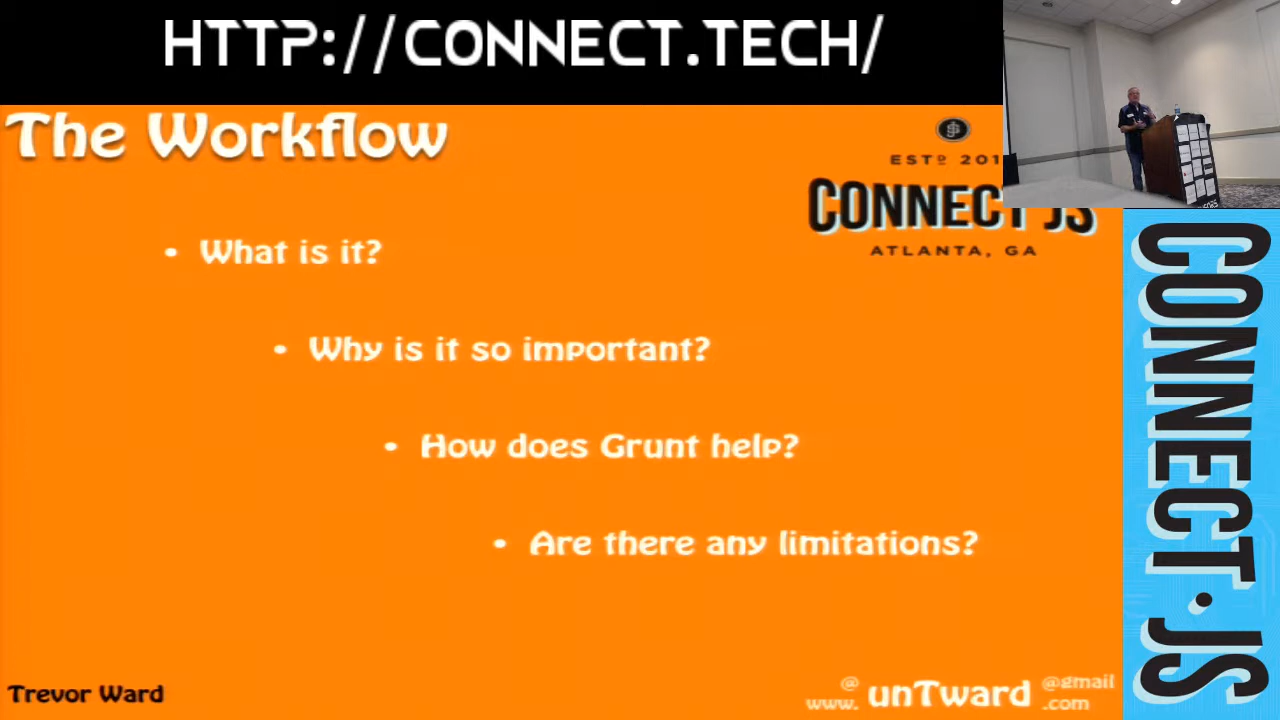 HTTP://CONNECT.TECH/
The Workflow
ESTD 201
CONNECT JS
ATLANTA, GA
• What is it?
• Why is it so important?
• How does Grunt help?
• Are there any limitations?
Trevor Ward
@ unTward @gmail
www. .com
CONNECT·JS